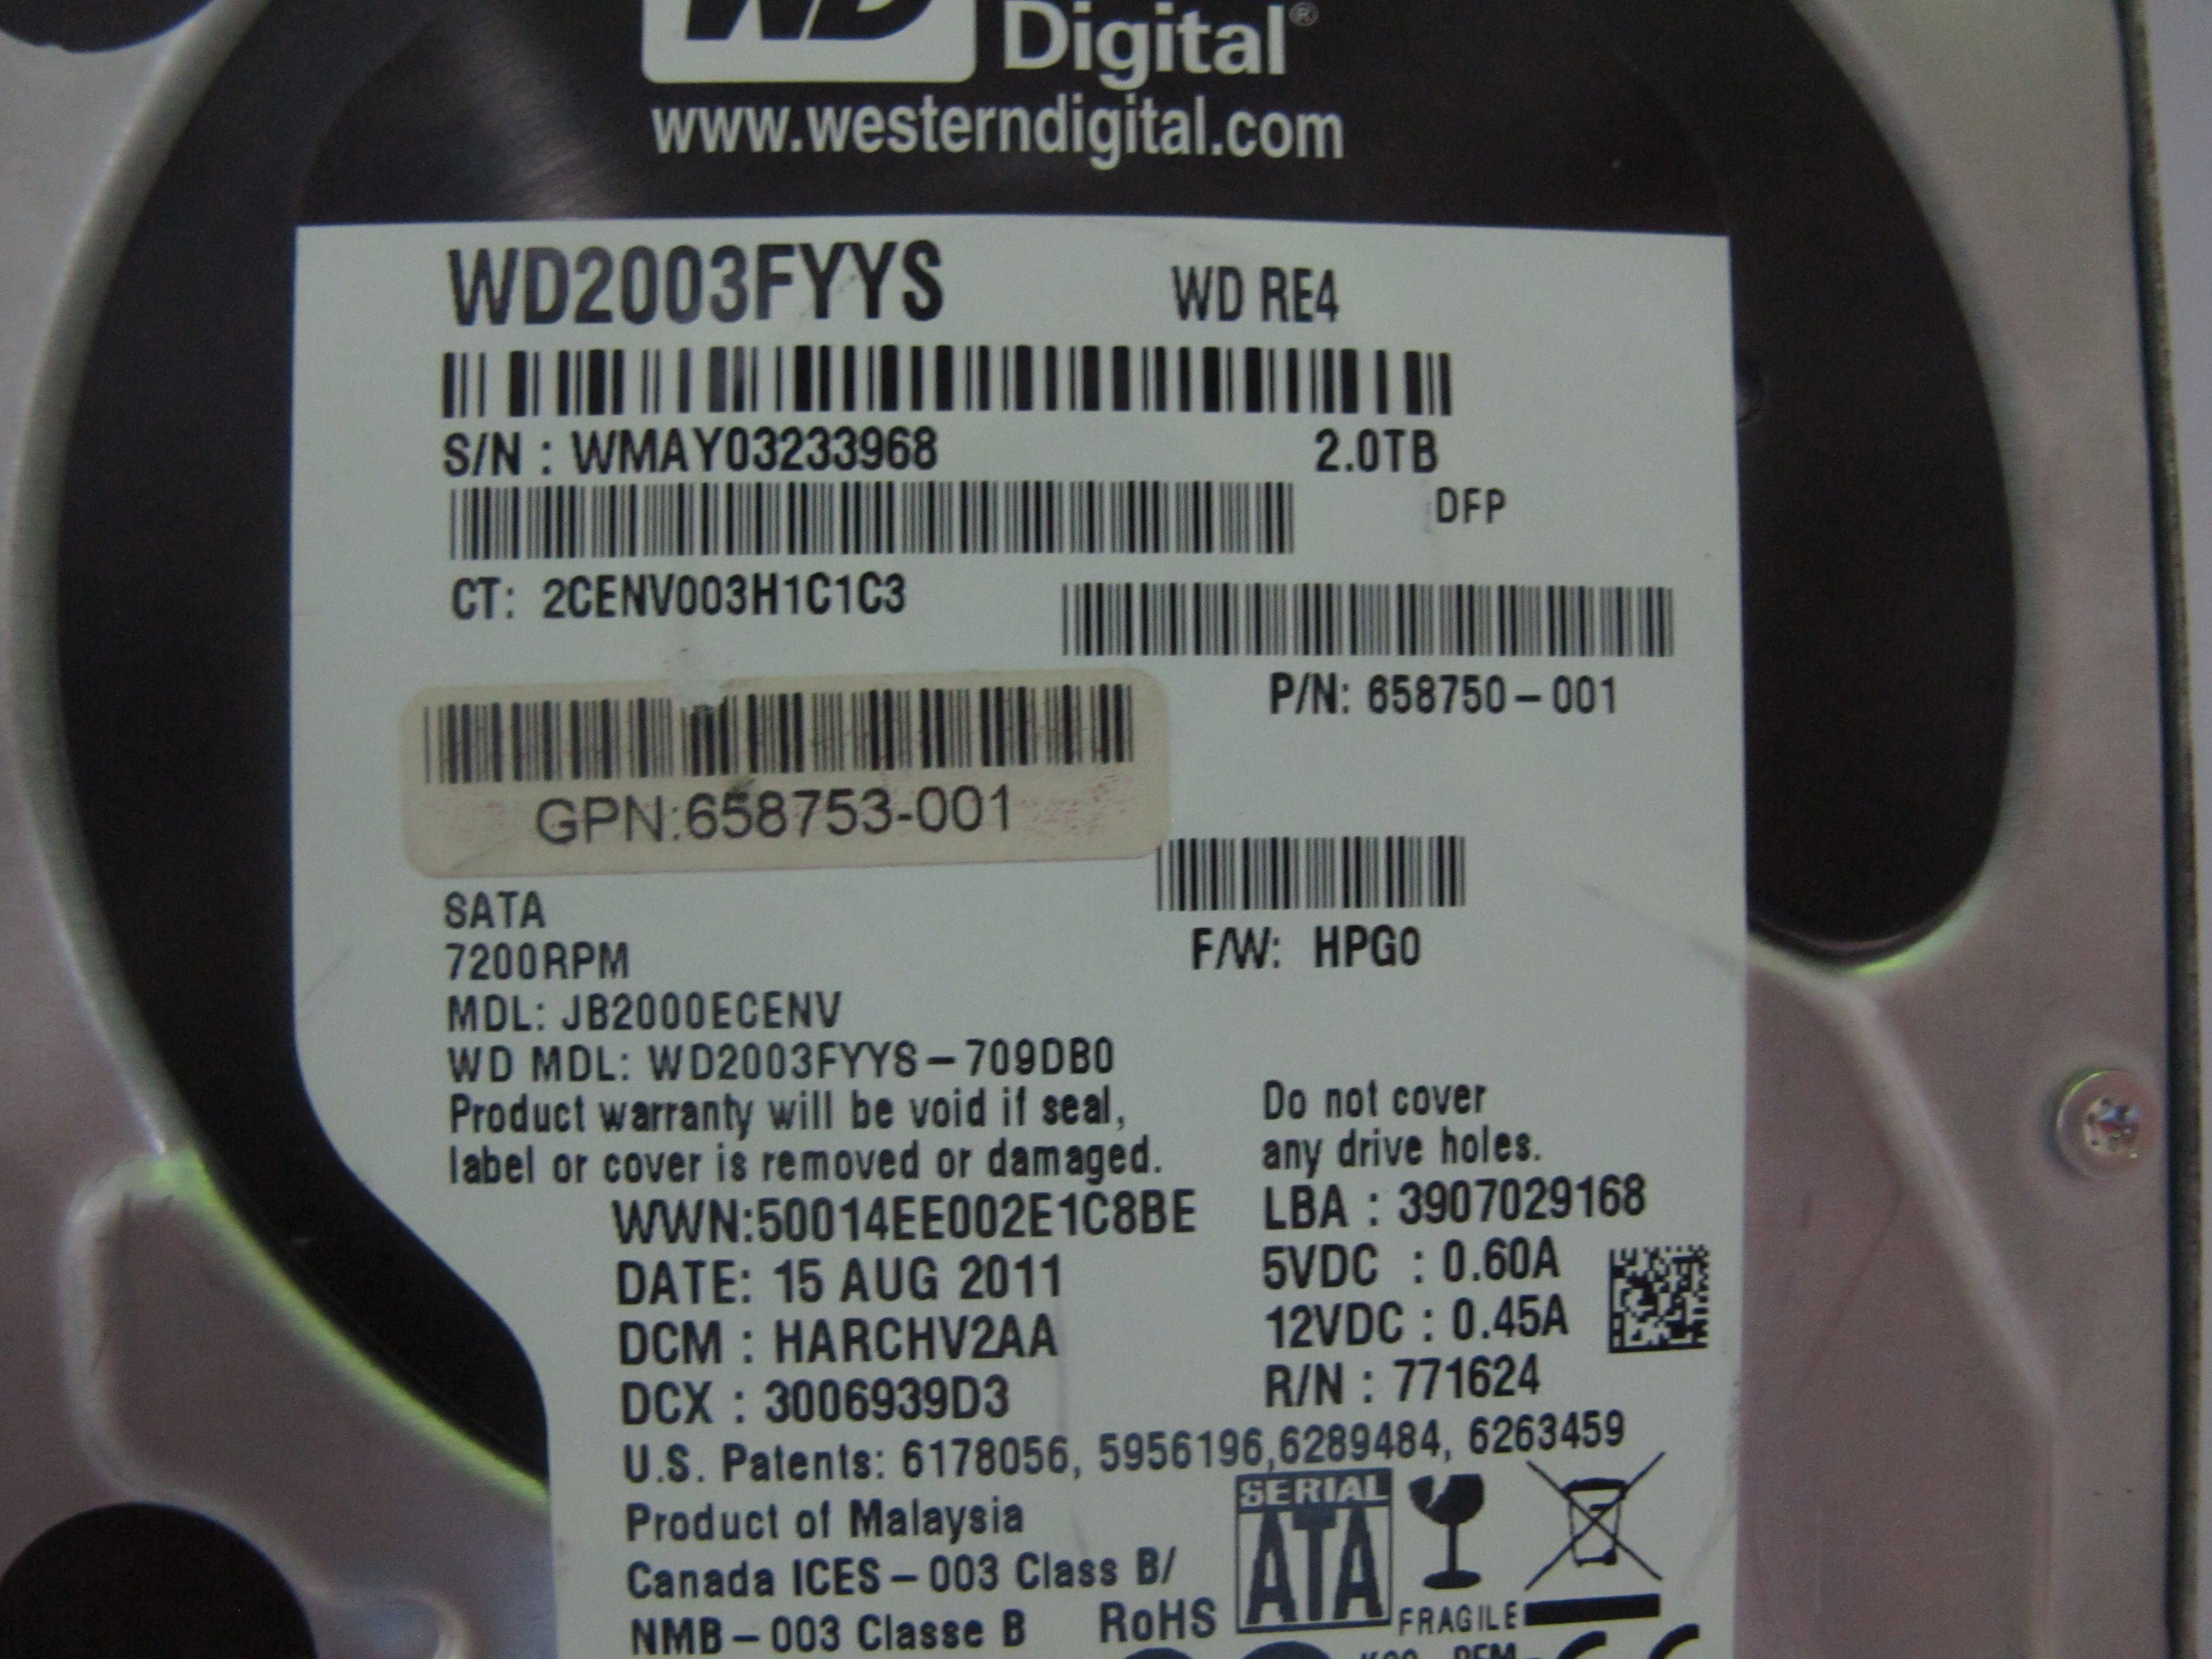 WD Digital®
www.westerndigital.com
WD2003FYYS WD RE4
S/N : WMAY03233968 2.0TB
DFP
CT: 2CENV003H1C1C3
P/N: 658750-001
GPN:658753-001
SATA
7200RPM
F/W: HPG0
MDL: JB2000ECENV
WD MDL: WD2003FYYS-709DB0
Product warranty will be void if seal,
label or cover is removed or damaged.
Do not cover
any drive holes.
WWN:50014EE002E1C8BE LBA : 3907029168
DATE: 15 AUG 2011 5VDC : 0.60A
DCM : HARCHV2AA 12VDC : 0.45A
DCX : 3006939D3 R/N : 771624
U.S. Patents: 6178056, 5956196,6289484, 6263459
Product of Malaysia
SERIAL
ATA
Canada ICES-003 Class B/
NMB-003 Classe B RoHS FRAGILE